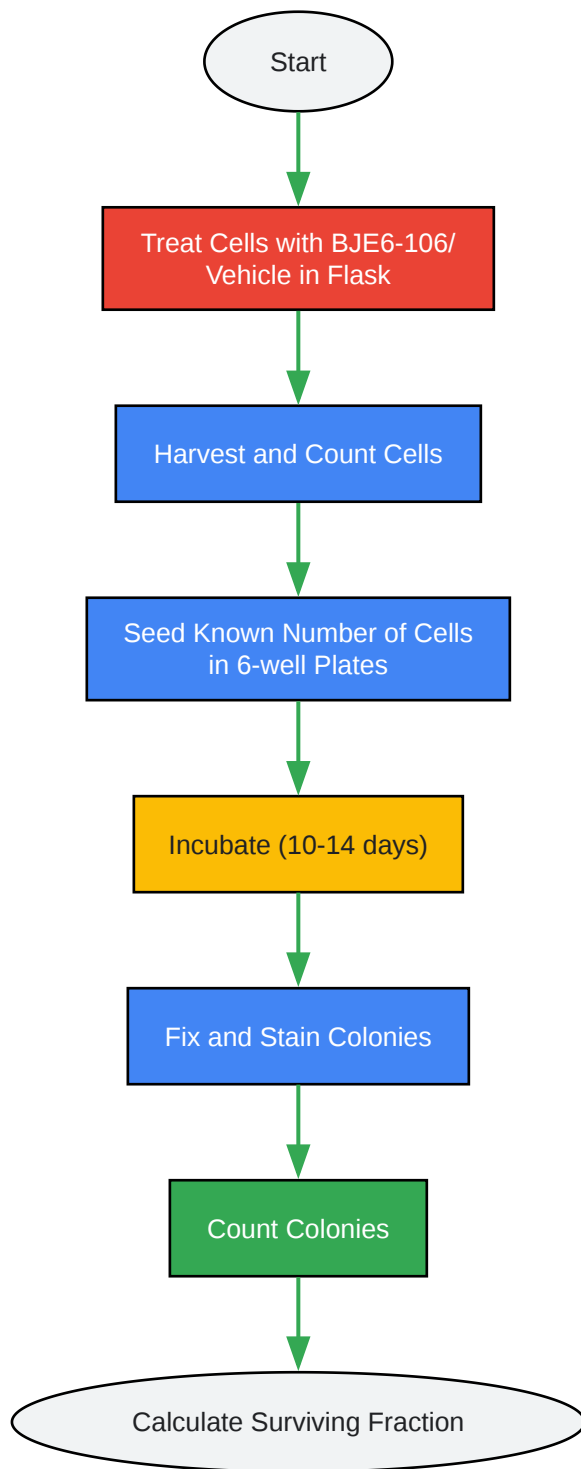 Start
Treat Cells with BJE6-106/
Vehicle in Flask
Harvest and Count Cells
Seed Known Number of Cells
in 6-well Plates
Incubate (10-14 days)
Fix and Stain Colonies
Count Colonies
Calculate Surviving Fraction